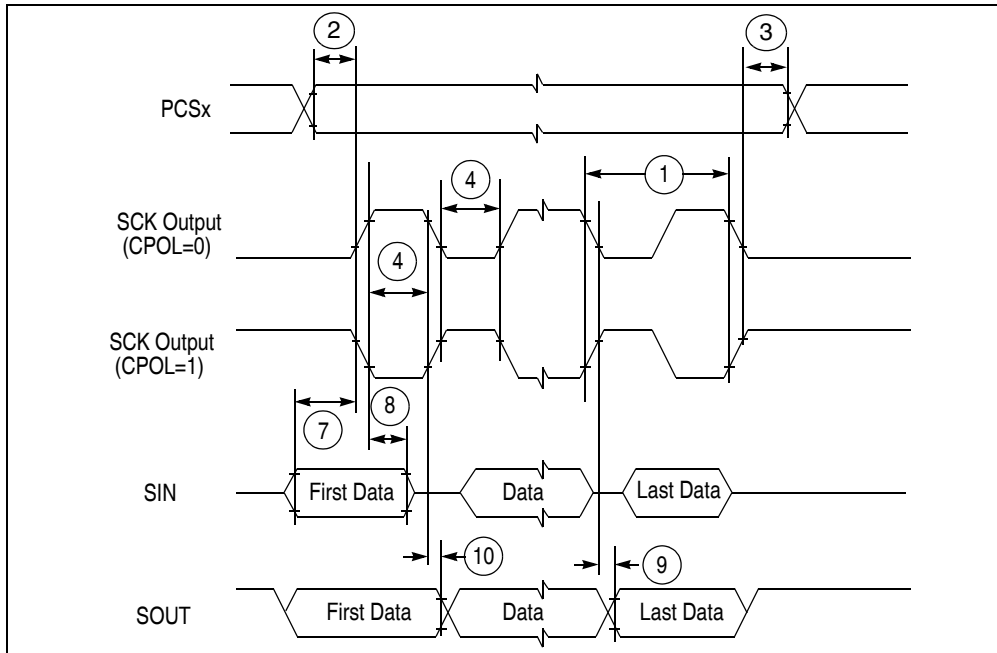 2
3
PCSx
4
1
SCK Output
(CPOL=0)
4
SCK Output
(CPOL=1)
7
8
SIN
First Data
Data
Last Data
10
9
SOUT
First Data
Data
Last Data